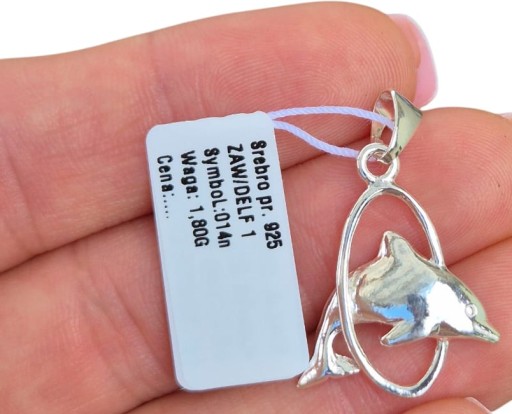 Srebro pr. 925
ZAW/DELF 1
Symbol.:014n
Waga: 1,80G
Cena:....